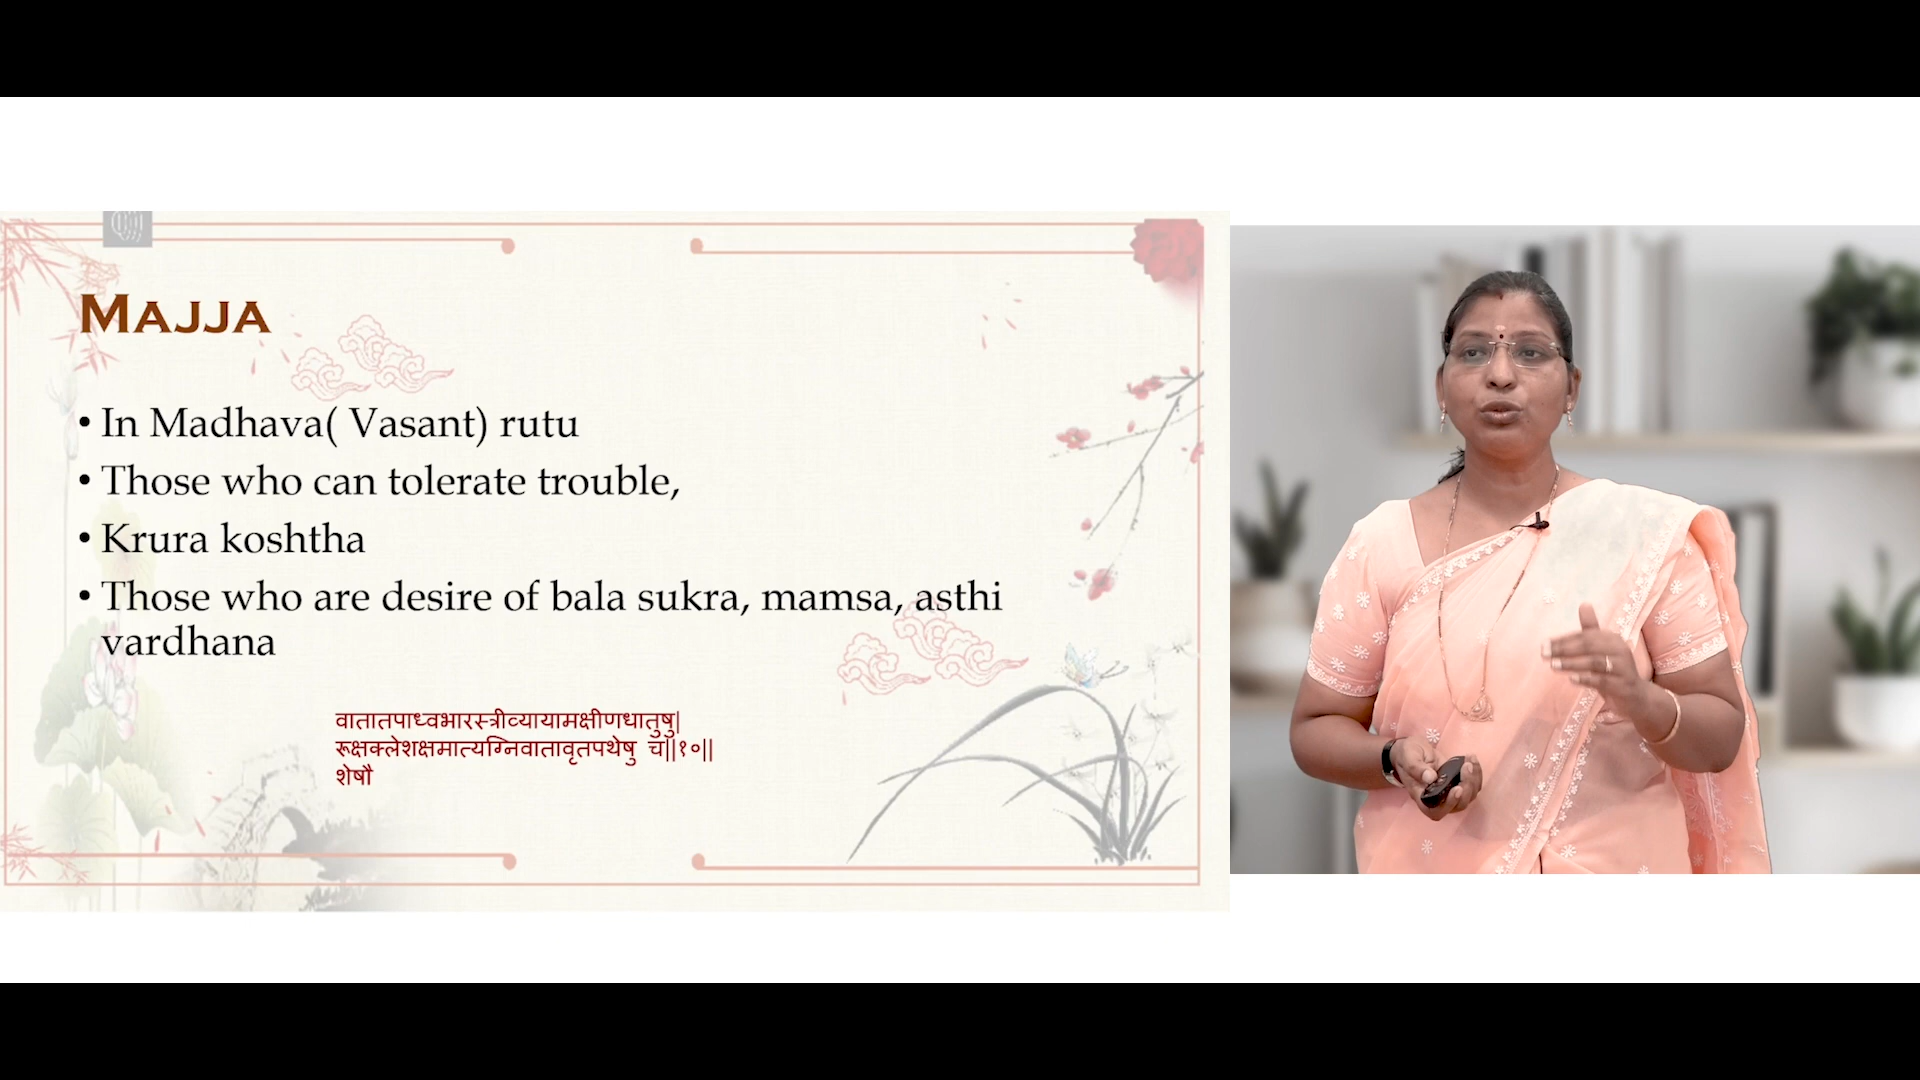 MAJJA
• In Madhava( Vasant) rutu
• Those who can tolerate trouble,
• Krura koshtha
• Those who are desire of bala sukra, mamsa, asthi
vardhana
वातातपाध्वभारस्त्रीव्यायामक्षीणधातुषु|
रूक्षक्लेशक्षमात्यग्निवातावृतपथेषु च||१०||
शेषौ